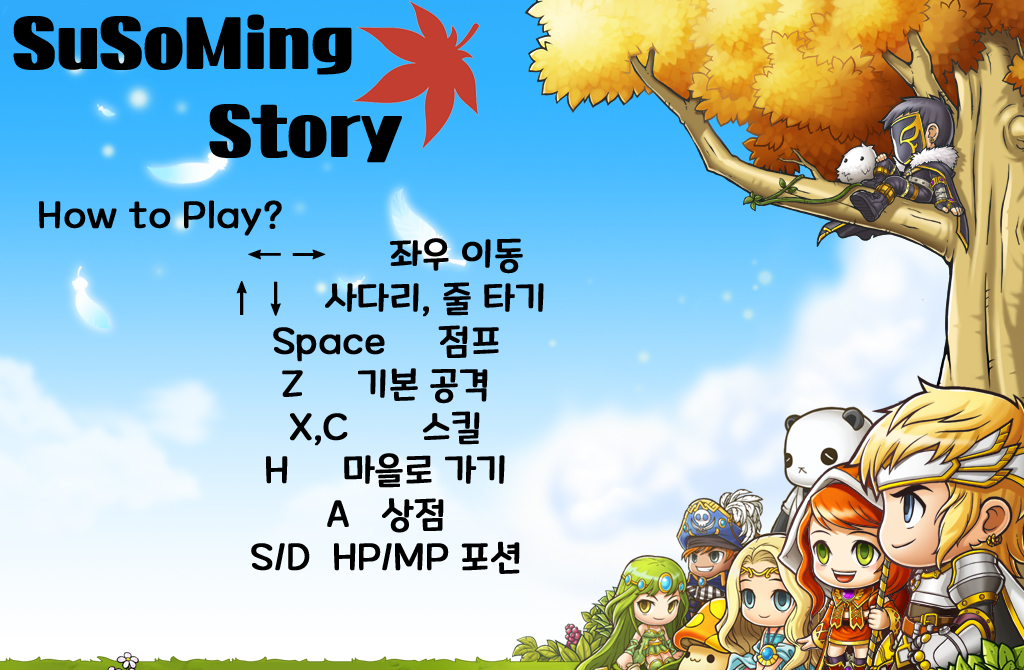 SuSoMing
Story
How to Play?
← → 좌우 이동
↑ ↓ 사다리, 줄 타기
Space 점프
Z 기본 공격
X,C 스킬
H 마을로 가기
A 상점
S/D HP/MP 포션